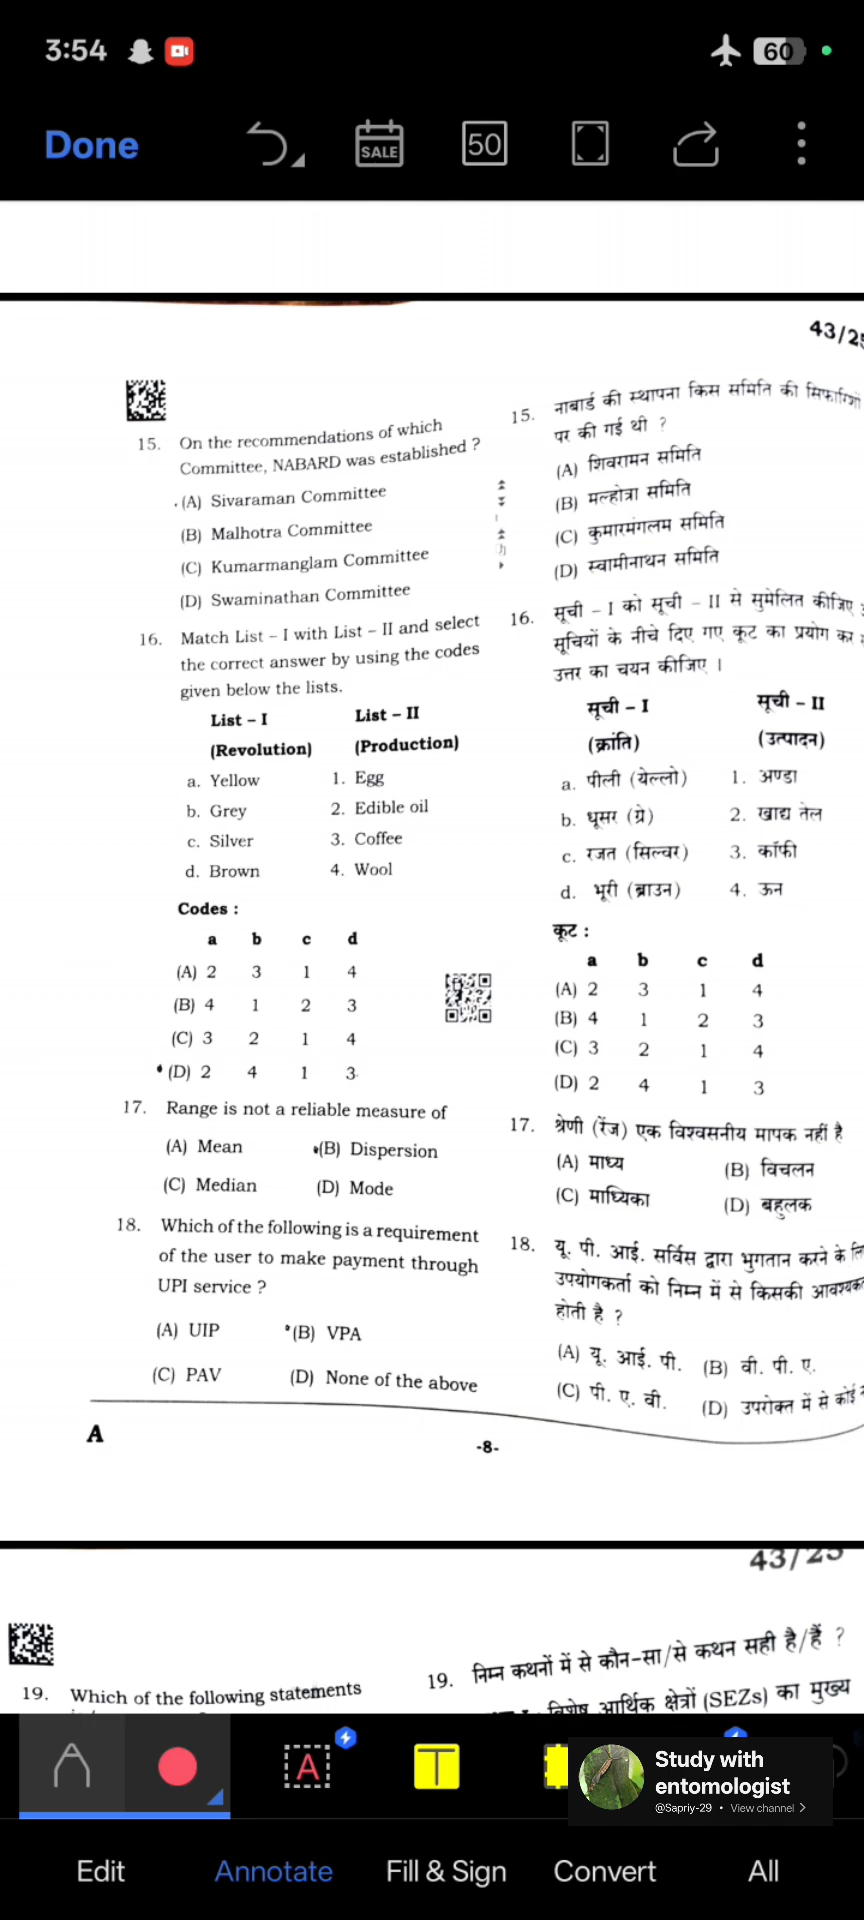 3:54
60
Done
SALE
50
15. On the recommendations of which
Committee, NABARD was established ?
(A) Sivaraman Committee
(B) Malhotra Committee
(C) Kumarmanglam Committee
(D) Swaminathan Committee
16. Match List – I with List – II and select
the correct answer by using the codes
given below the lists.
List – I List – II
(Revolution) (Production)
a. Yellow 1. Egg
b. Grey 2. Edible oil
c. Silver 3. Coffee
d. Brown 4. Wool
Codes :
a b c d
(A) 2 3 1 4
(B) 4 1 2 3
(C) 3 2 1 4
(D) 2 4 1 3
17. Range is not a reliable measure of
(A) Mean (B) Dispersion
(C) Median (D) Mode
18. Which of the following is a requirement
of the user to make payment through
UPI service ?
(A) UIP (B) VPA
(C) PAV (D) None of the above
15. नाबार्ड की स्थापना किस समिति की
पर की गई थी ?
(A) शिवरामन समिति
(B) मल्होत्रा समिति
(C) कुमारमंगलम समिति
(D) स्वामीनाथन समिति
16. सूची – I को सूची – II से सुमेलित कीजिए
सूचियों के नीचे दिए गए कूट का प्रयोग कर
उत्तर का चयन कीजिए ।
सूची – I सूची – II
(क्रांति) (उत्पादन)
a. पीली (येल्लो) 1. अण्डा
b. धूसर (ग्रे) 2. खाद्य तेल
c. रजत (सिल्वर) 3. कॉफी
d. भूरी (ब्राउन) 4. ऊन
कूट :
a b c d
(A) 2 3 1 4
(B) 4 1 2 3
(C) 3 2 1 4
(D) 2 4 1 3
17. श्रेणी (रेंज) एक विश्वसनीय मापक नहीं है
(A) माध्य (B) विचलन
(C) माध्यिका (D) बहुलक
18. यू. पी. आई. सर्विस द्वारा भुगतान करने के
उपयोगकर्ता को निम्न में से किसकी
होती है ?
(A) यू. आई. पी. (B) वी. पी. ए.
(C) पी. ए. वी. (D) उपरोक्त में से कोई
A
-8-
19. Which of the following statements
19. निम्न कथनों में से कौन-सा/से कथन सही है/हैं ?
विशेष आर्थिक क्षेत्रों (SEZs) का मुख्य
A
T
Study with
entomologist
@Sapriy-29 • View channel >
Edit
Annotate
Fill & Sign
Convert
All